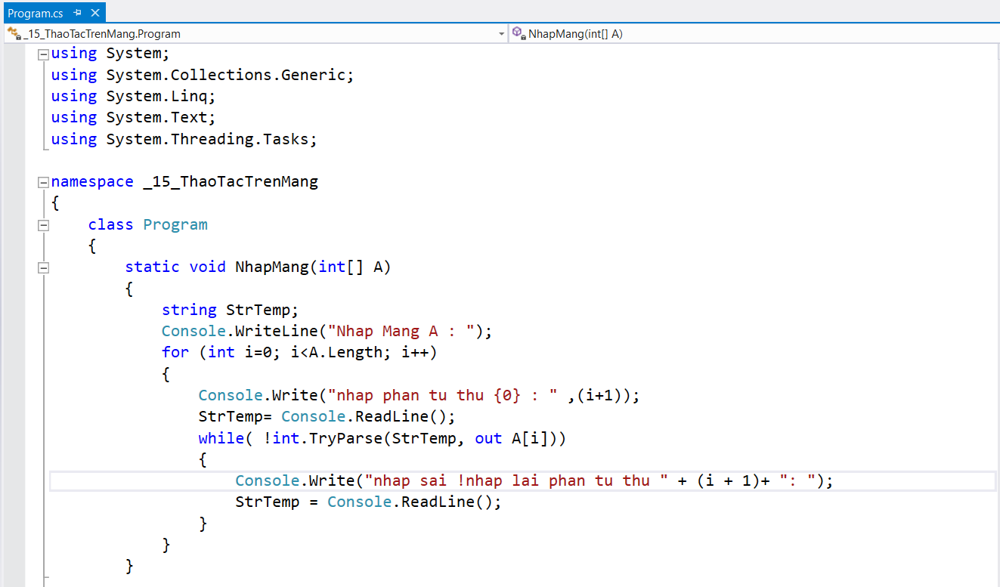 Program.cs
_15_ThaoTacTrenMang.Program
NhapMang(int[] A)
using System;
using System.Collections.Generic;
using System.Linq;
using System.Text;
using System.Threading.Tasks;
namespace _15_ThaoTacTrenMang
{
    class Program
    {
        static void NhapMang(int[] A)
        {
            string StrTemp;
            Console.WriteLine("Nhap Mang A : ");
            for (int i=0; i<A.Length; i++)
            {
                Console.Write("nhap phan tu thu {0} : " ,(i+1));
                StrTemp= Console.ReadLine();
                while( !int.TryParse(StrTemp, out A[i]))
                {
                    Console.Write("nhap sai !nhap lai phan tu thu " + (i + 1)+ ": ");
                    StrTemp = Console.ReadLine();
                }
            }
        }